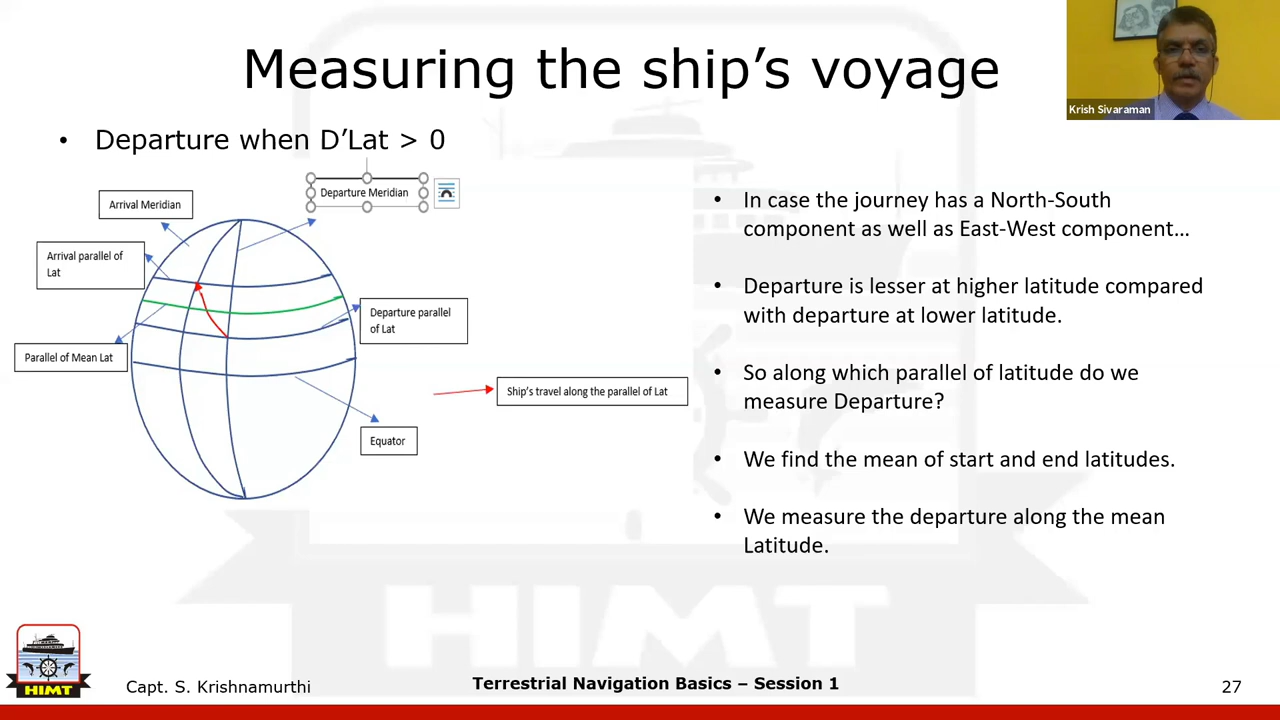 Measuring the ship's voyage
Krish Sivaraman
• Departure when D'Lat > 0
Departure Meridian
Arrival Meridian
Arrival parallel of
Lat
Departure parallel
of Lat
Parallel of Mean Lat
Ship's travel along the parallel of Lat
Equator
• In case the journey has a North-South
component as well as East-West component...
• Departure is lesser at higher latitude compared
with departure at lower latitude.
• So along which parallel of latitude do we
measure Departure?
• We find the mean of start and end latitudes.
• We measure the departure along the mean
Latitude.
HIMT
HIMT
Capt. S. Krishnamurthi
Terrestrial Navigation Basics – Session 1
27